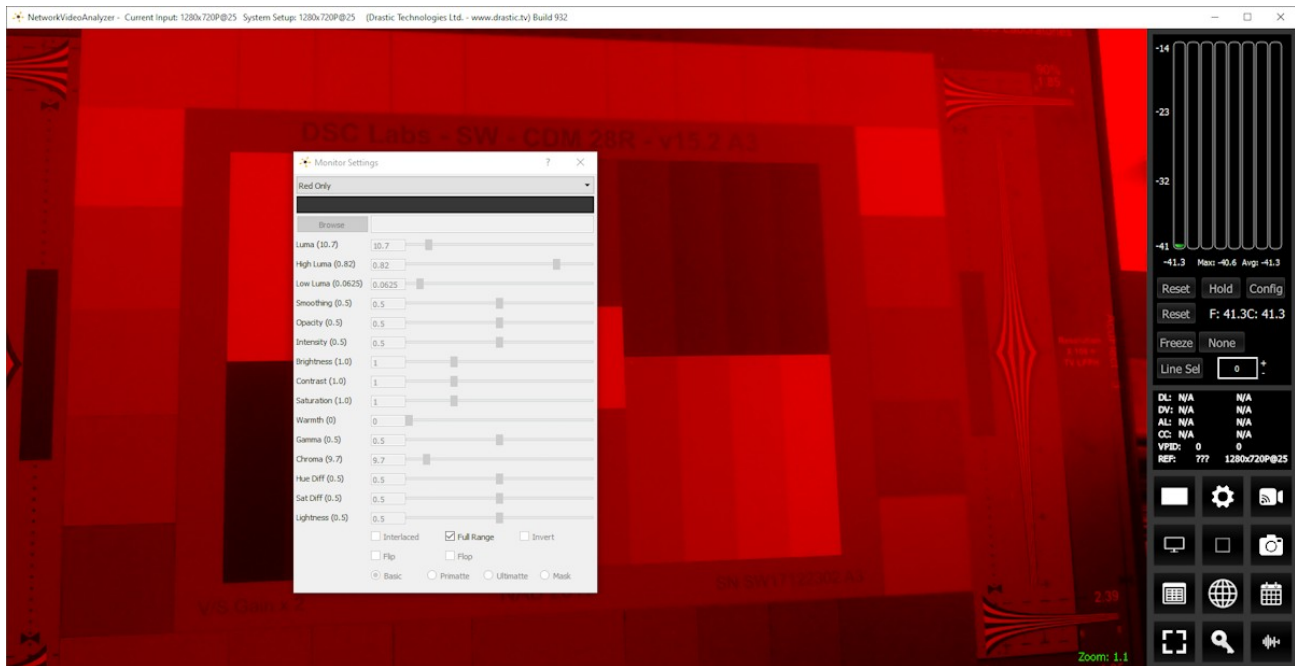 NetworkVideoAnalyzer - Current Input: 1280x720P@25 System Setup: 1280x720P@25 (Drastic Technologies Ltd. - www.drastic.tv) Build 932
DSC Labs - SW - CDM 28R - v15.2 A3
Monitor Settings ?
Red Only
Browse
Luma (10.7) 10.7
High Luma (0.82) 0.82
Low Luma (0.0625) 0.0625
Smoothing (0.5) 0.5
Opacity (0.5) 0.5
Intensity (0.5) 0.5
Brightness (1.0) 1
Contrast (1.0) 1
Saturation (1.0) 1
Warmth (0) 0
Gamma (0.5) 0.5
Chroma (9.7) 9.7
Hue Diff (0.5) 0.5
Sat Diff (0.5) 0.5
Lightness (0.5) 0.5
Interlaced Full Range Invert
Flip Flop
Basic Primatte Ultimatte Mask
2.39
Zoom: 1.1
-14
-23
-32
-41
-41.3 Max: -40.6 Avg: -41.3
Reset Hold Config
Reset F: 41.3C: 41.3
Freeze None
Line Sel 0 + -
DL: N/A N/A
DV: N/A N/A
AL: N/A N/A
CC: N/A N/A
VPID: 0 0
REF: ??? 1280x720P@25